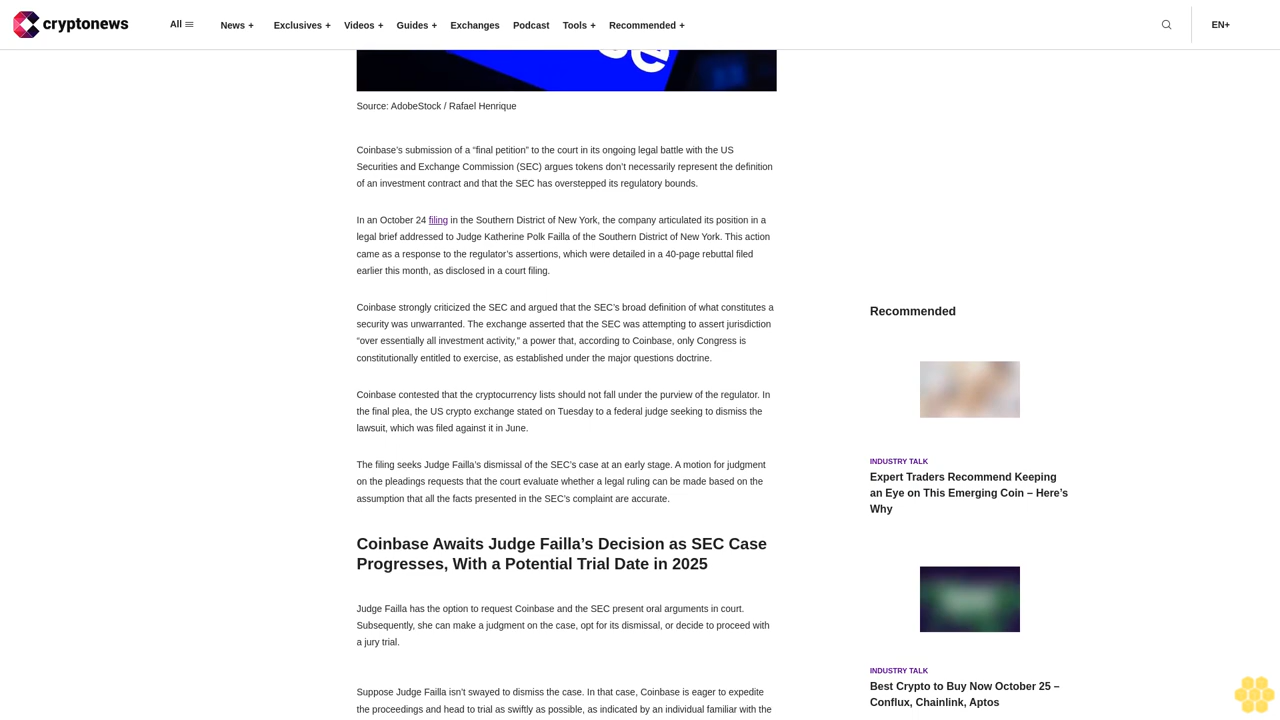 cryptonews
All
News +
Exclusives +
Videos +
Guides +
Exchanges
Podcast
Tools +
Recommended +
EN+
Source: AdobeStock / Rafael Henrique
Coinbase’s submission of a “final petition” to the court in its ongoing legal battle with the US
Securities and Exchange Commission (SEC) argues tokens don’t necessarily represent the definition
of an investment contract and that the SEC has overstepped its regulatory bounds.
In an October 24 filing in the Southern District of New York, the company articulated its position in a
legal brief addressed to Judge Katherine Polk Failla of the Southern District of New York. This action
came as a response to the regulator’s assertions, which were detailed in a 40-page rebuttal filed
earlier this month, as disclosed in a court filing.
Coinbase strongly criticized the SEC and argued that the SEC’s broad definition of what constitutes a
security was unwarranted. The exchange asserted that the SEC was attempting to assert jurisdiction
“over essentially all investment activity,” a power that, according to Coinbase, only Congress is
constitutionally entitled to exercise, as established under the major questions doctrine.
Coinbase contested that the cryptocurrency lists should not fall under the purview of the regulator. In
the final plea, the US crypto exchange stated on Tuesday to a federal judge seeking to dismiss the
lawsuit, which was filed against it in June.
The filing seeks Judge Failla’s dismissal of the SEC’s case at an early stage. A motion for judgment
on the pleadings requests that the court evaluate whether a legal ruling can be made based on the
assumption that all the facts presented in the SEC’s complaint are accurate.
Coinbase Awaits Judge Failla’s Decision as SEC Case
Progresses, With a Potential Trial Date in 2025
Judge Failla has the option to request Coinbase and the SEC present oral arguments in court.
Subsequently, she can make a judgment on the case, opt for its dismissal, or decide to proceed with
a jury trial.
Suppose Judge Failla isn’t swayed to dismiss the case. In that case, Coinbase is eager to expedite
the proceedings and head to trial as swiftly as possible, as indicated by an individual familiar with the
Recommended
INDUSTRY TALK
Expert Traders Recommend Keeping
an Eye on This Emerging Coin – Here’s
Why
INDUSTRY TALK
Best Crypto to Buy Now October 25 –
Conflux, Chainlink, Aptos